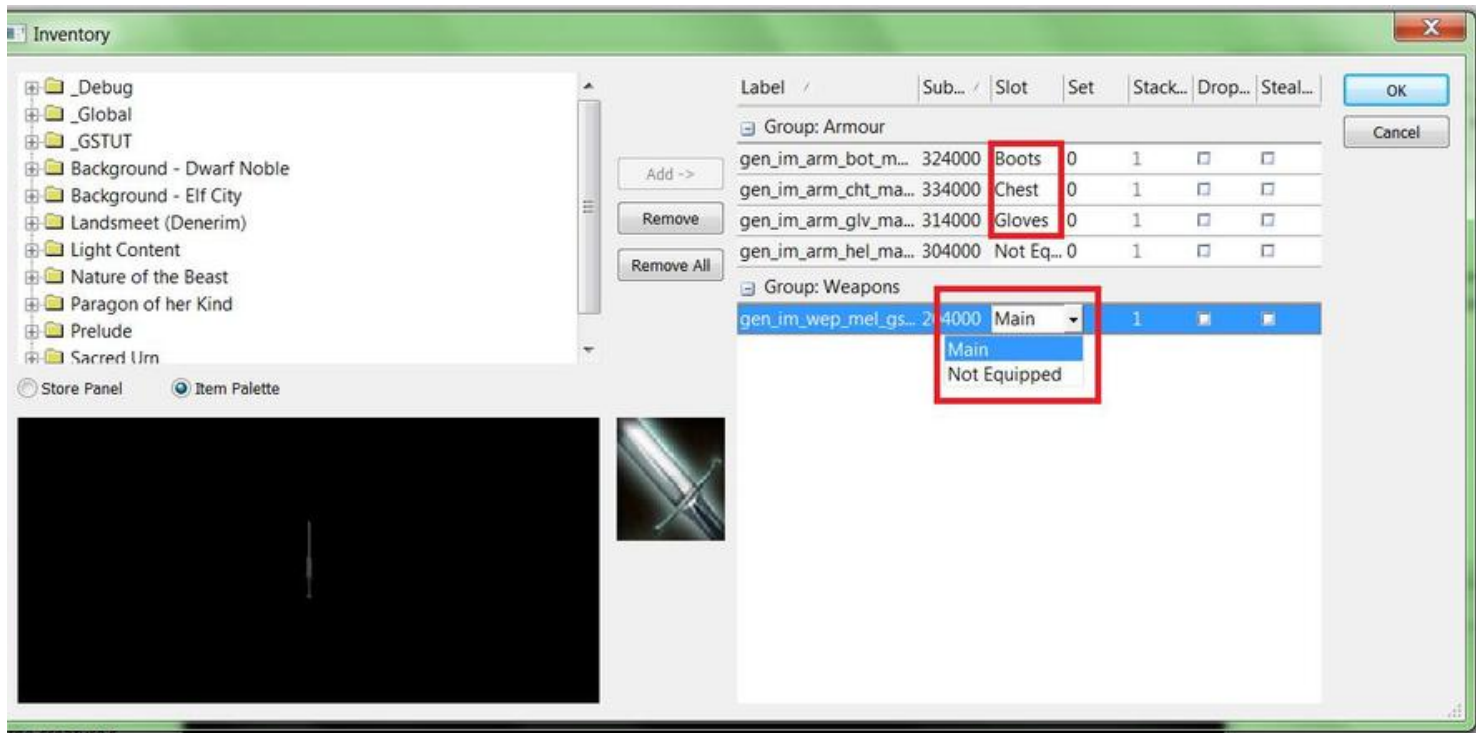 Inventory
_Debug
_Global
_GSTUT
Background - Dwarf Noble
Background - Elf City
Landsmeet (Denerim)
Light Content
Nature of the Beast
Paragon of her Kind
Prelude
Sacred Urn
Store Panel Item Palette
Add ->
Remove
Remove All
Label Sub... Slot Set Stack... Drop... Steal...
Group: Armour
gen_im_arm_bot_m... 324000 Boots 0 1
gen_im_arm_cht_ma... 334000 Chest 0 1
gen_im_arm_glv_ma... 314000 Gloves 0 1
gen_im_arm_hel_ma... 304000 Not Eq... 0 1
Group: Weapons
gen_im_wep_mel_gs... 204000 Main 1
Main
Not Equipped
OK
Cancel